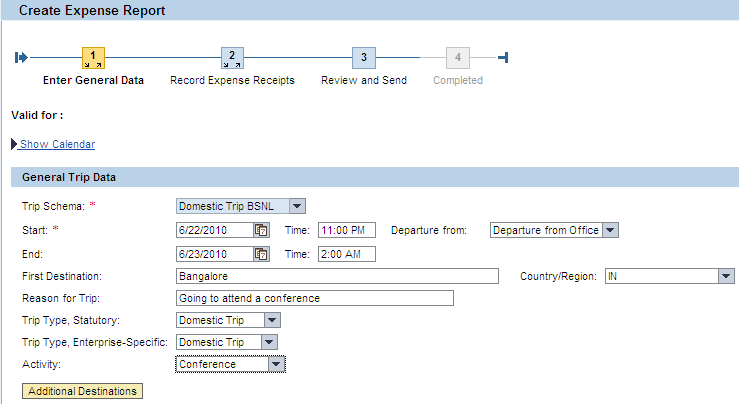 Create Expense Report
1 2 3 4
Enter General Data Record Expense Receipts Review and Send Completed
Valid for :
Show Calendar
General Trip Data
Trip Schema: * Domestic Trip BSNL
Start: * 6/22/2010 Time: 11:00 PM Departure from: Departure from Office
End: 6/23/2010 Time: 2:00 AM
First Destination: Bangalore Country/Region: IN
Reason for Trip: Going to attend a conference
Trip Type, Statutory: Domestic Trip
Trip Type, Enterprise-Specific: Domestic Trip
Activity: Conference
Additional Destinations